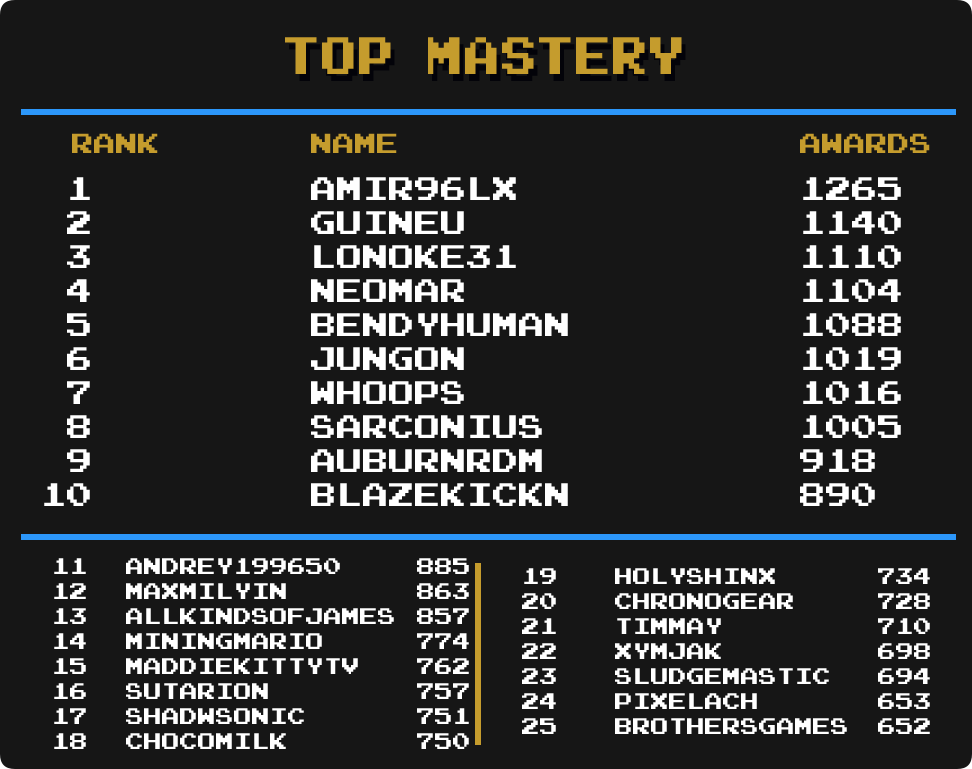 TOP MASTERY
RANK NAME AWARDS
1 AMIR96LX 1265
2 GUINEU 1140
3 LONOKE31 1110
4 NEOMAR 1104
5 BENDYHUMAN 1088
6 JUNGON 1019
7 WHOOPS 1016
8 SARCONIUS 1005
9 AUBURNRDM 918
10 BLAZEKICKN 890
11 ANDREY199650 885
12 MAXMILYIN 863
13 ALLKINDSOFJAMES 857
14 MININGMARIO 774
15 MADDIEKITTYTV 762
16 SUTARION 757
17 SHADWSONIC 751
18 CHOCOMILK 750
19 HOLYSHINX 734
20 CHRONOGEAR 728
21 TIMMAY 710
22 XYMJAK 698
23 SLUDGEMASTIC 694
24 PIXELACH 653
25 BROTHERSGAMES 652